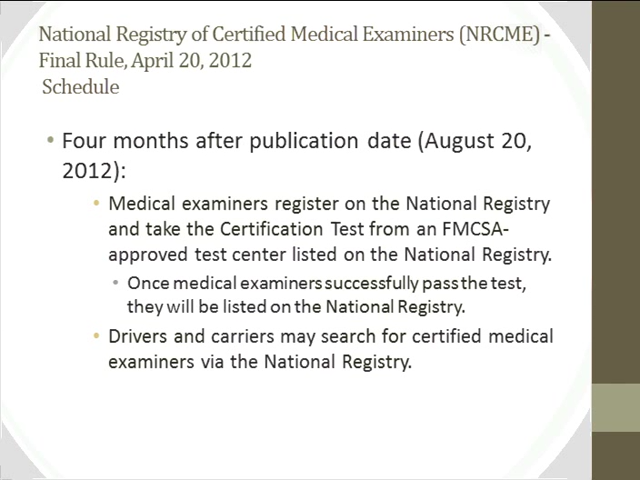 National Registry of Certified Medical Examiners (NRCME) -
Final Rule, April 20, 2012
Schedule
• Four months after publication date (August 20,
2012):
• Medical examiners register on the National Registry
and take the Certification Test from an FMCSA-
approved test center listed on the National Registry.
• Once medical examiners successfully pass the test,
they will be listed on the National Registry.
• Drivers and carriers may search for certified medical
examiners via the National Registry.